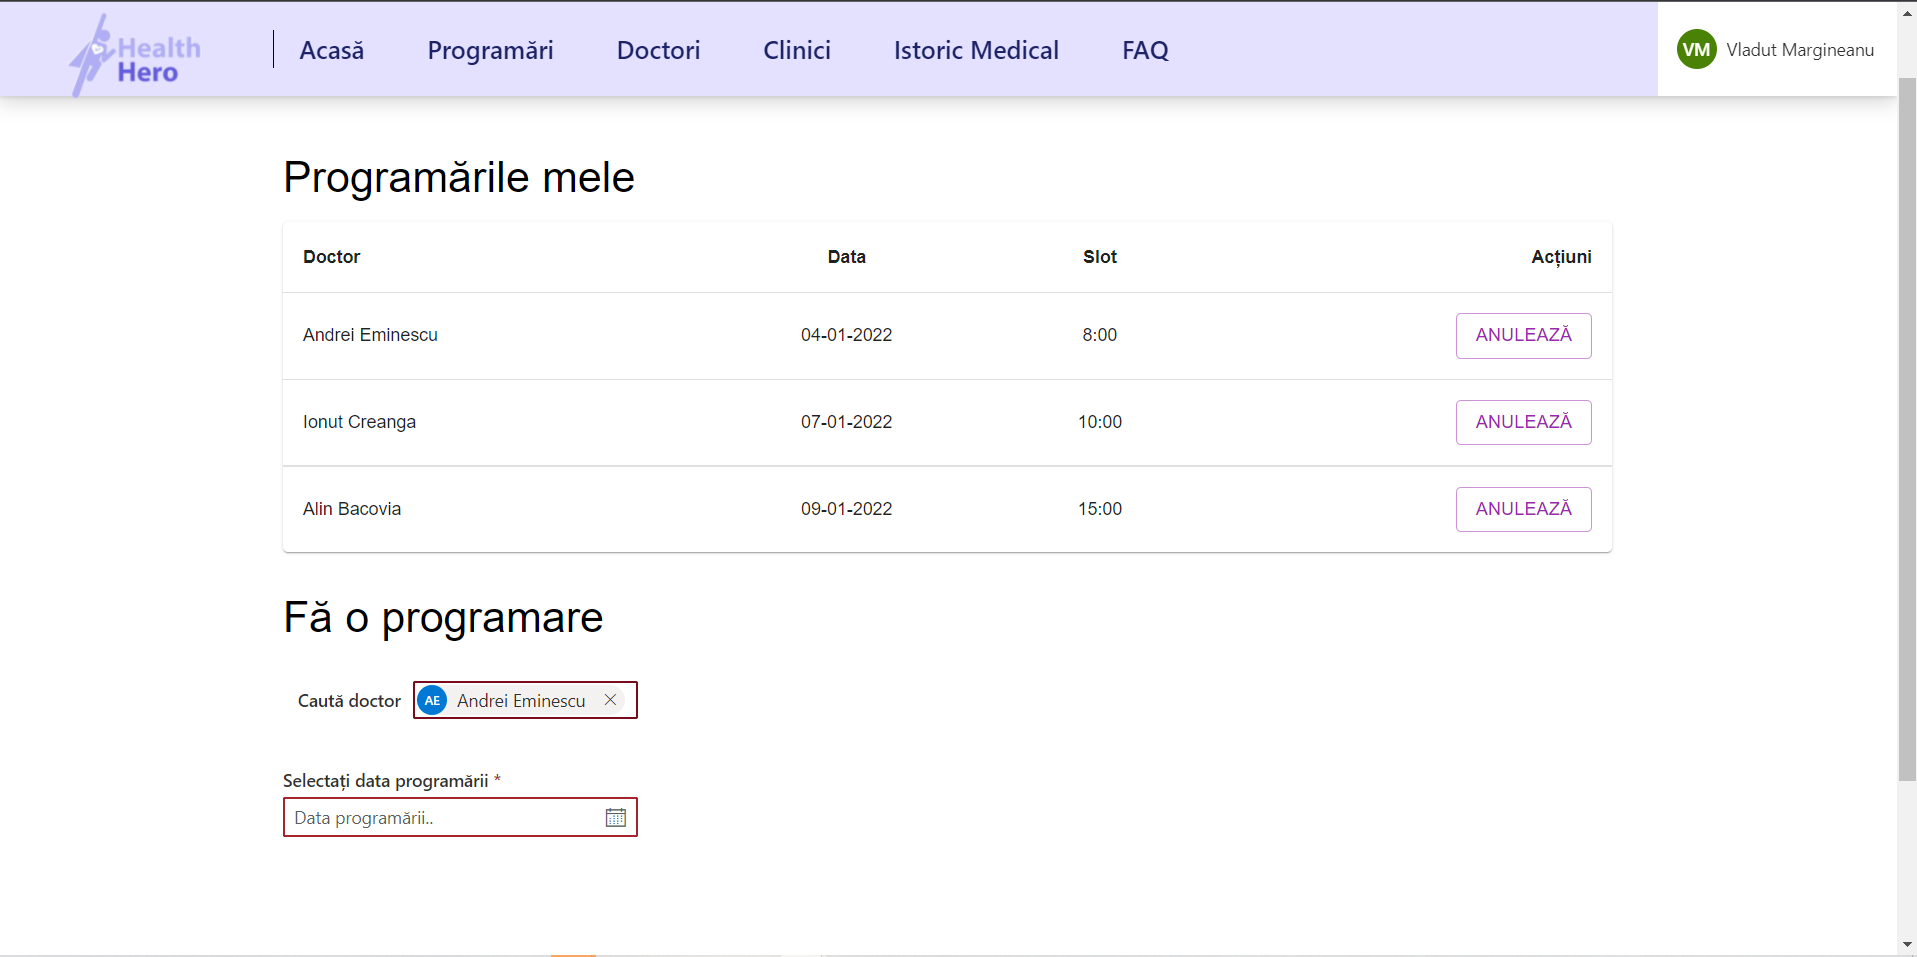 Health
Hero
Acasă
Programări
Doctori
Clinici
Istoric Medical
FAQ
VM
Vladut Margineanu
Programările mele
Doctor Data Slot Acțiuni
Andrei Eminescu 04-01-2022 8:00 ANULEAZĂ
Ionut Creanga 07-01-2022 10:00 ANULEAZĂ
Alin Bacovia 09-01-2022 15:00 ANULEAZĂ
Fă o programare
Caută doctor AE Andrei Eminescu
Selectați data programării *
Data programării..